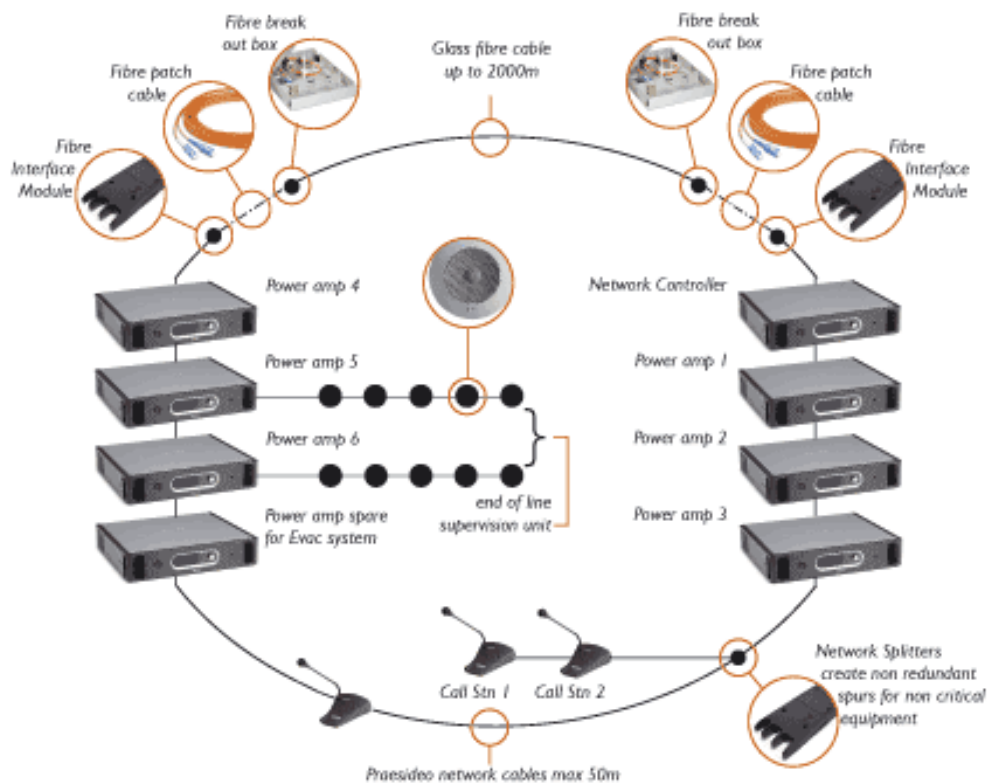 Fibre break
out box
Glass fibre cable
up to 2000m
Fibre break
out box
Fibre patch
cable
Fibre patch
cable
Fibre
Interface
Module
Fibre
Interface
Module
Power amp 4
Network Controller
Power amp 5
Power amp 1
Power amp 6
Power amp 2
end of line
supervision unit
Power amp spare
for Evac system
Power amp 3
Call Stn 1
Call Stn 2
Network Splitters
create non redundant
spurs for non critical
equipment
Praesideo network cables max 50m